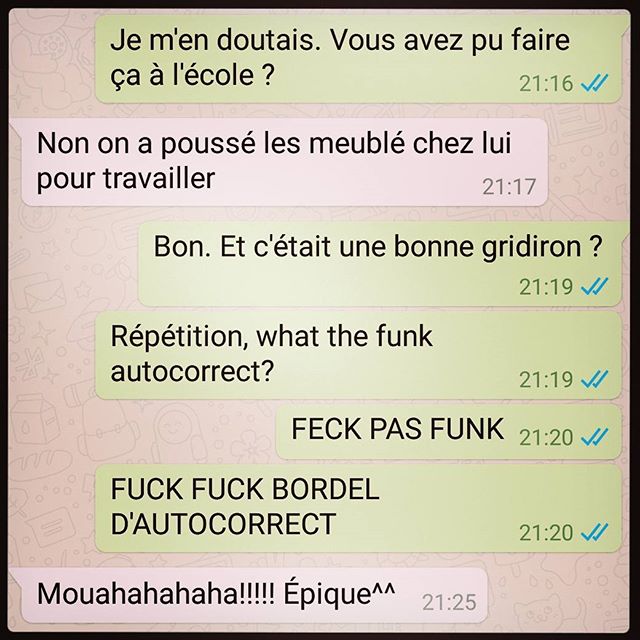 Je m'en doutais. Vous avez pu faire
ça à l'école ?
21:16
Non on a poussé les meublé chez lui
pour travailler
21:17
Bon. Et c'était une bonne gridiron ?
21:19
Répétition, what the funk
autocorrect?
21:19
FECK PAS FUNK
21:20
FUCK FUCK BORDEL
D'AUTOCORRECT
21:20
Mouahahahaha!!!!! Épique^^
21:25